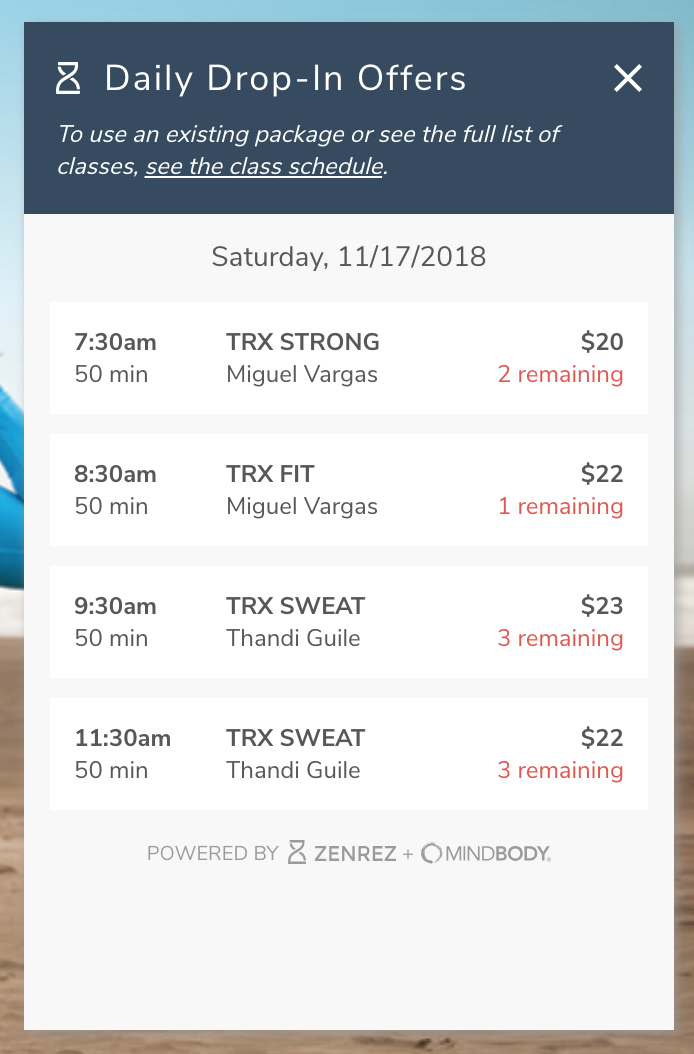 Daily Drop-In Offers
To use an existing package or see the full list of
classes, see the class schedule.
Saturday, 11/17/2018
7:30am TRX STRONG $20
50 min Miguel Vargas 2 remaining
8:30am TRX FIT $22
50 min Miguel Vargas 1 remaining
9:30am TRX SWEAT $23
50 min Thandi Guile 3 remaining
11:30am TRX SWEAT $22
50 min Thandi Guile 3 remaining
POWERED BY ZENREZ + MINDBODY®